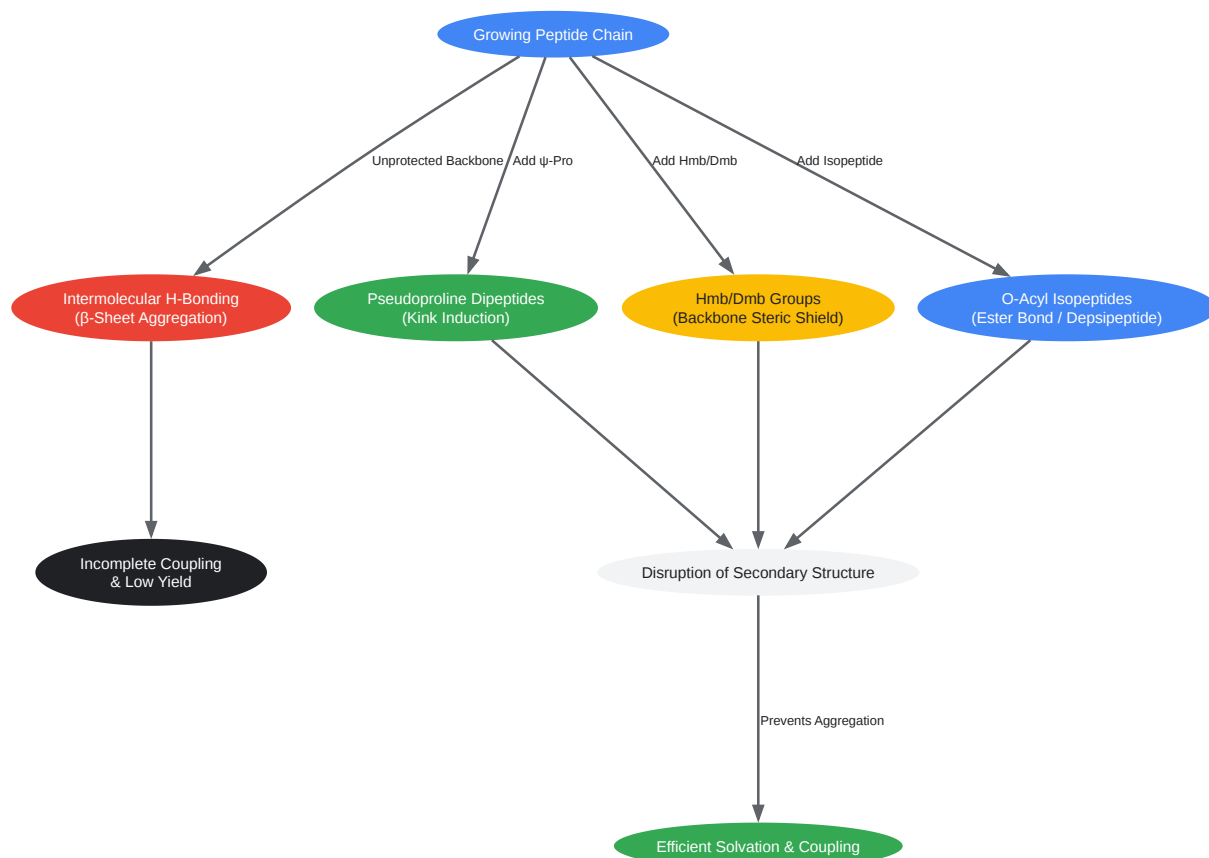 Growing Peptide Chain
Unprotected Backbone
Add ψ-Pro
Add Hmb/Dmb
Add Isopeptide
Intermolecular H-Bonding
(β-Sheet Aggregation)
Pseudoproline Dipeptides
(Kink Induction)
Hmb/Dmb Groups
(Backbone Steric Shield)
O-Acyl Isopeptides
(Ester Bond / Depsipeptide)
Incomplete Coupling
& Low Yield
Disruption of Secondary Structure
Prevents Aggregation
Efficient Solvation & Coupling